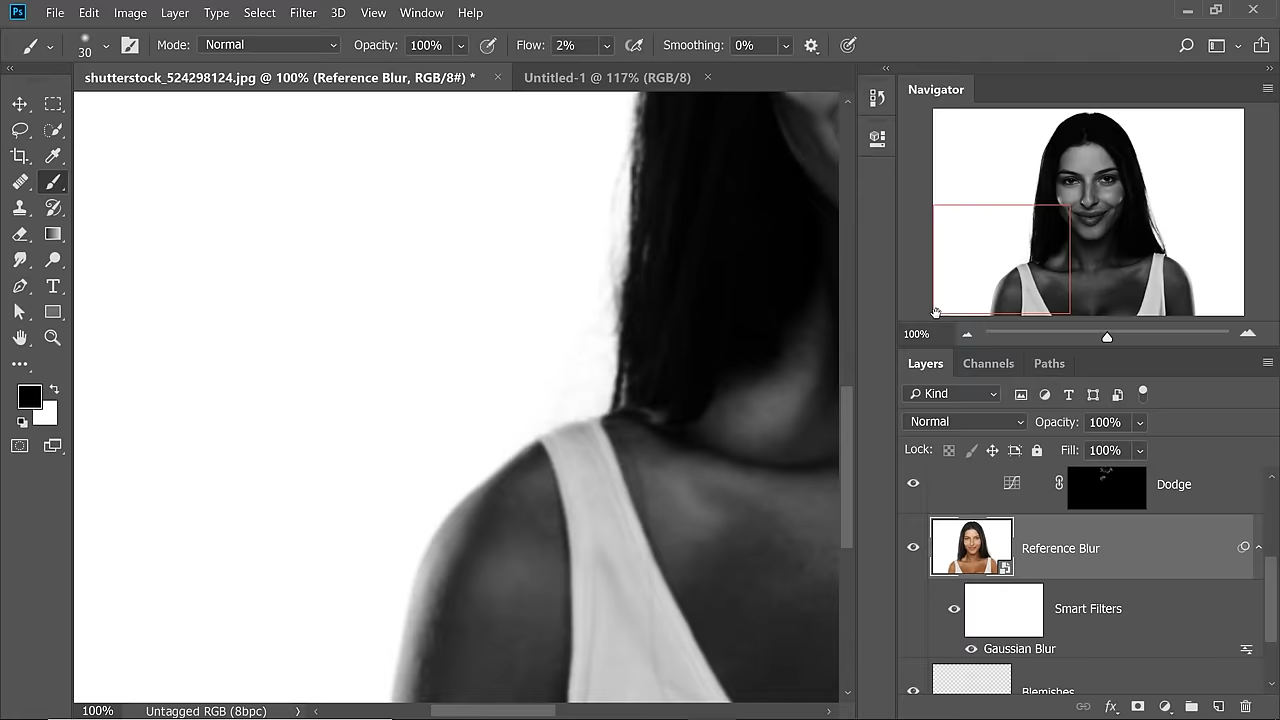 Ps File Edit Image Layer Type Select Filter 3D View Window Help
30 Mode: Normal Opacity: 100% Flow: 2% Smoothing: 0%
shutterstock_524298124.jpg @ 100% (Reference Blur, RGB/8#) * × Untitled-1 @ 117% (RGB/8) ×
Navigator
100%
Layers Channels Paths
Kind
Normal Opacity: 100%
Lock: Fill: 100%
Dodge
Reference Blur
Smart Filters
Gaussian Blur
Blemishes
100% Untagged RGB (8bpc)